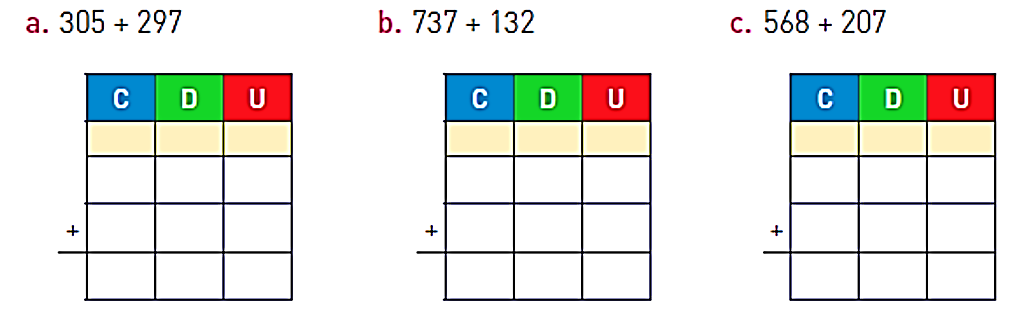 a. 305 + 297
b. 737 + 132
c. 568 + 207
C D U
C D U
C D U
+
+
+